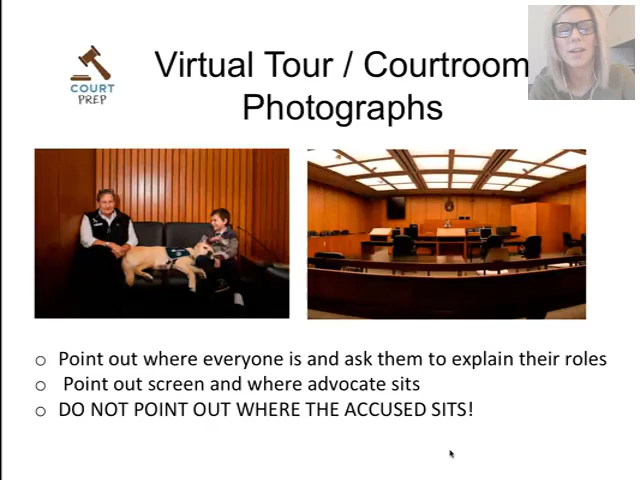 COURT
PREP
Virtual Tour / Courtroom
Photographs
o Point out where everyone is and ask them to explain their roles
o Point out screen and where advocate sits
o DO NOT POINT OUT WHERE THE ACCUSED SITS!